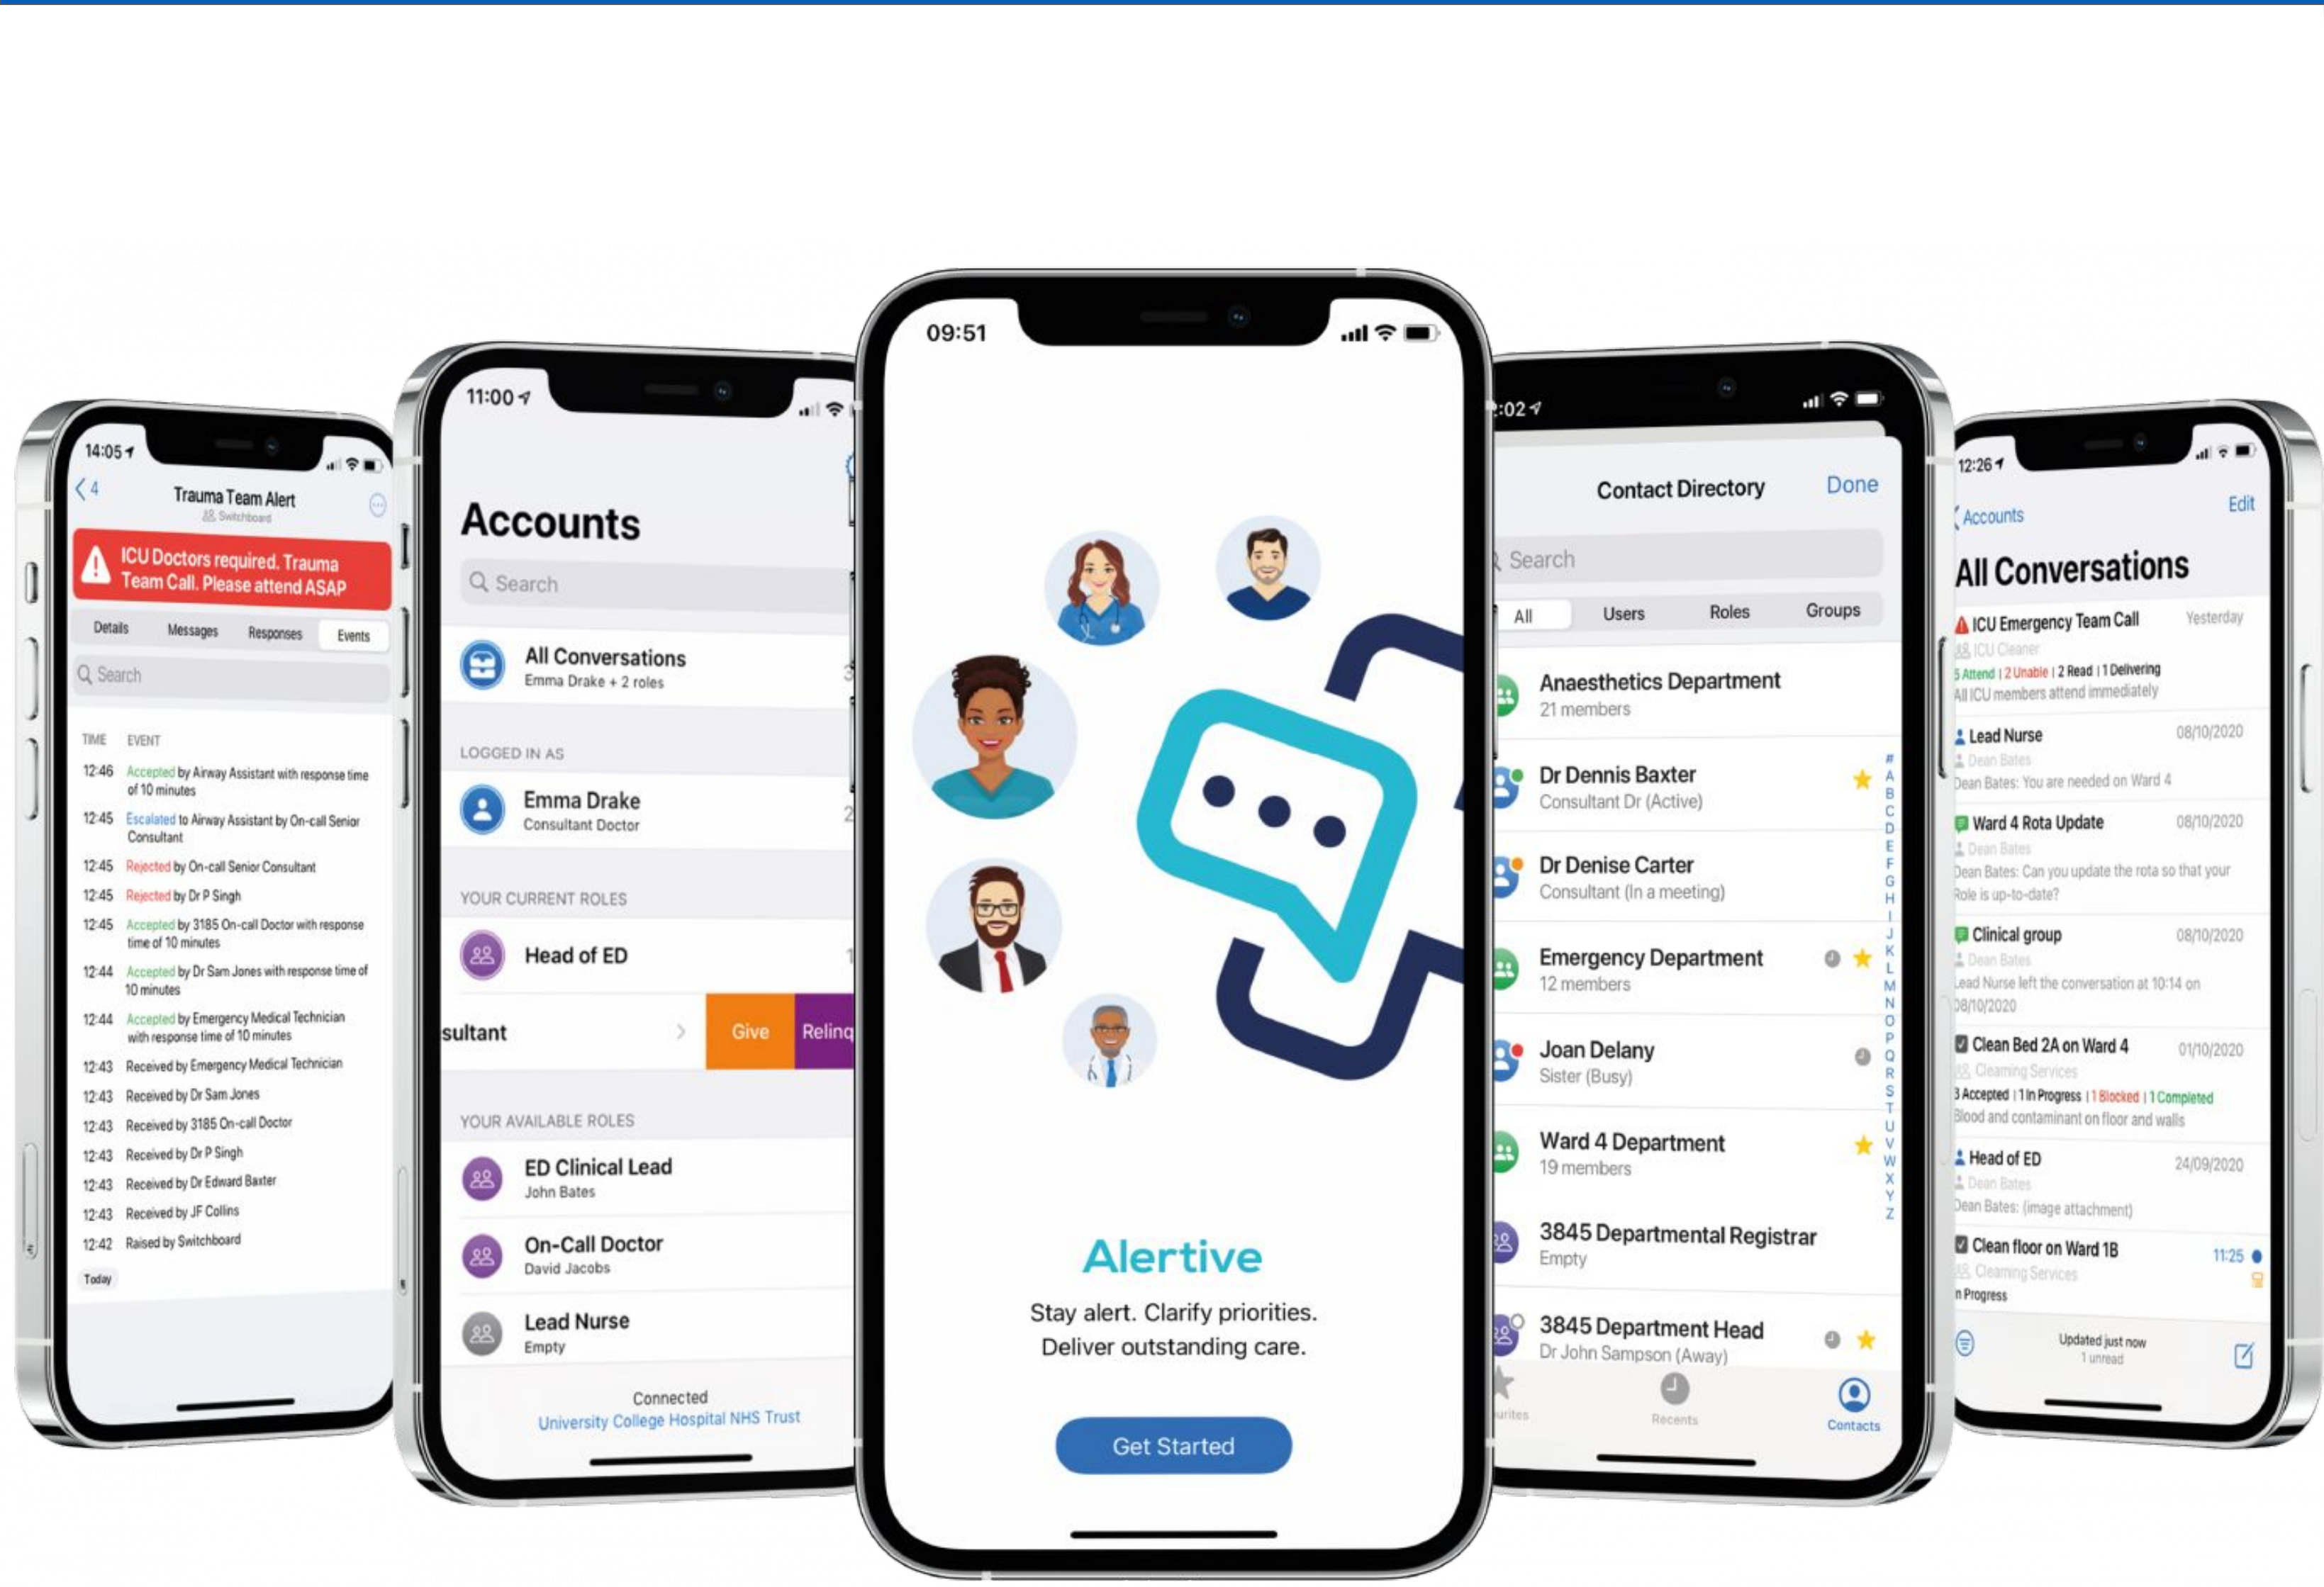 14:05
4
Trauma Team Alert
Switchboard
ICU Doctors required. Trauma
Team Call. Please attend ASAP
Details Messages Responses Events
Search
TIME EVENT
12:46 Accepted by Airway Assistant with response time
of 10 minutes
12:45 Escalated to Airway Assistant by On-call Senior
Consultant
12:45 Rejected by On-call Senior Consultant
12:45 Rejected by Dr P Singh
12:45 Accepted by 3185 On-call Doctor with response
time of 10 minutes
12:44 Accepted by Dr Sam Jones with response time of
10 minutes
12:44 Accepted by Emergency Medical Technician
with response time of 10 minutes
12:43 Received by Emergency Medical Technician
12:43 Received by Dr Sam Jones
12:43 Received by 3185 On-call Doctor
12:43 Received by Dr P Singh
12:43 Received by Dr Edward Baxter
12:43 Received by JF Collins
12:42 Raised by Switchboard
Today
11:00
Accounts
Search
All Conversations
Emma Drake + 2 roles
3
LOGGED IN AS
Emma Drake
Consultant Doctor
2
YOUR CURRENT ROLES
Head of ED
1
sultant Give Relinq
YOUR AVAILABLE ROLES
ED Clinical Lead
John Bates
On-Call Doctor
David Jacobs
Lead Nurse
Empty
Connected
University College Hospital NHS Trust
09:51
Alertive
Stay alert. Clarify priorities.
Deliver outstanding care.
Get Started
:02
Contact Directory Done
Search
All Users Roles Groups
Anaesthetics Department
21 members
Dr Dennis Baxter
Consultant Dr (Active)
Dr Denise Carter
Consultant (In a meeting)
Emergency Department
12 members
Joan Delany
Sister (Busy)
Ward 4 Department
19 members
3845 Departmental Registrar
Empty
3845 Department Head
Dr John Sampson (Away)
#
A
B
C
D
E
F
G
H
I
J
K
L
M
N
O
P
Q
R
S
T
U
V
W
X
Y
Z
urites Recents Contacts
12:26
Accounts Edit
All Conversations
ICU Emergency Team Call Yesterday
ICU Cleaner
5 Attend | 2 Unable | 2 Read | 1 Delivering
All ICU members attend immediately
Lead Nurse 08/10/2020
Dean Bates
Dean Bates: You are needed on Ward 4
Ward 4 Rota Update 08/10/2020
Dean Bates
Dean Bates: Can you update the rota so that your
Role is up-to-date?
Clinical group 08/10/2020
Dean Bates
Lead Nurse left the conversation at 10:14 on
08/10/2020
Clean Bed 2A on Ward 4 01/10/2020
Cleaning Services
3 Accepted | 1 In Progress | 1 Blocked | 1 Completed
Blood and contaminant on floor and walls
Head of ED 24/09/2020
Dean Bates
Dean Bates: (image attachment)
Clean floor on Ward 1B 11:25
Cleaning Services
n Progress
Updated just now
1 unread